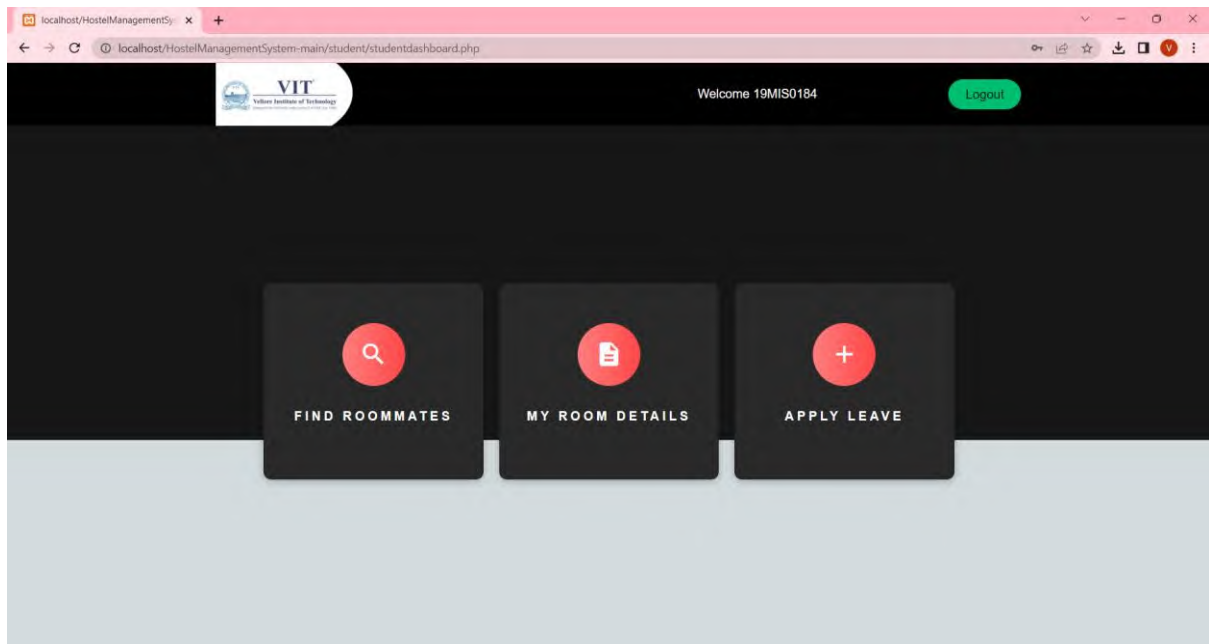 localhost/HostelManagementSy
localhost/HostelManagementSystem-main/student/studentdashboard.php
V
VIT
Vellore Institute of Technology
Welcome 19MIS0184
Logout
FIND ROOMMATES
MY ROOM DETAILS
APPLY LEAVE